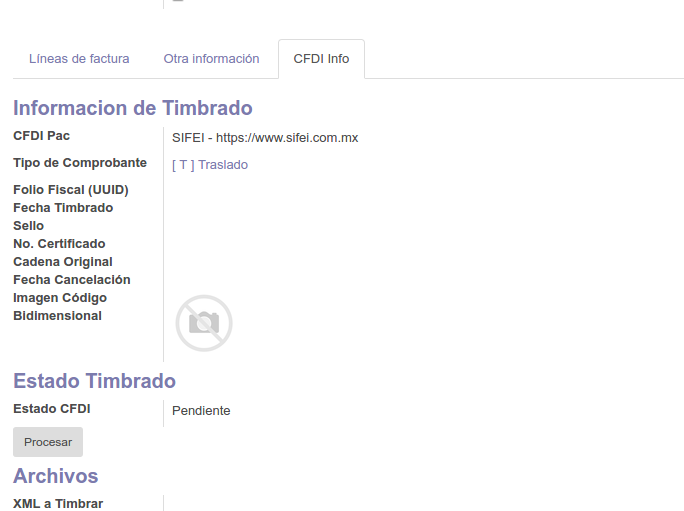 Líneas de factura
Otra información
CFDI Info
Informacion de Timbrado
CFDI Pac
SIFEI - https://www.sifei.com.mx
Tipo de Comprobante
[ T ] Traslado
Folio Fiscal (UUID)
Fecha Timbrado
Sello
No. Certificado
Cadena Original
Fecha Cancelación
Imagen Código
Bidimensional
Estado Timbrado
Estado CFDI
Pendiente
Procesar
Archivos
XML a Timbrar